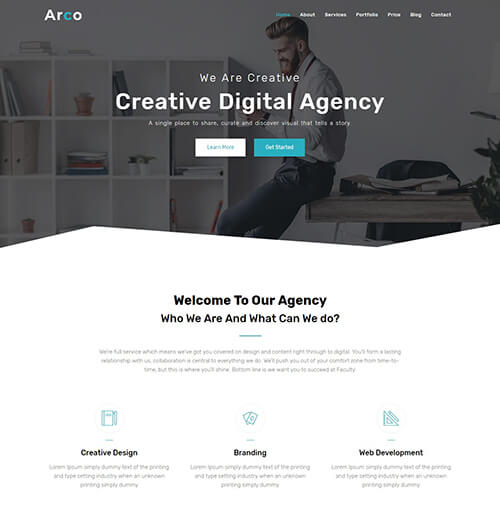 Arco
Home About Services Portfolio Price Blog Contact
We Are Creative
Creative Digital Agency
A single place to share, curate and discover visual that tells a story.
Learn More Get Started
Welcome To Our Agency
Who We Are And What Can We do?
We're full service which means we've got you covered on design and content right through to digital. You'll form a lasting
relationship with us, collaboration is central to everything we do. We'll push you out of your comfort zone from time-to-
time, but this is where you'll shine. Bottom line is we want you to succeed at Faculty
Creative Design
Lorem Ipsum simply dummy text of the printing
and type setting industry when an unknown
printing simply dummy
Branding
Lorem Ipsum simply dummy text of the printing
and type setting industry when an unknown
printing simply dummy.
Web Development
Lorem Ipsum simply dummy text of the printing
and type setting industry when an unknown
printing simply dummy